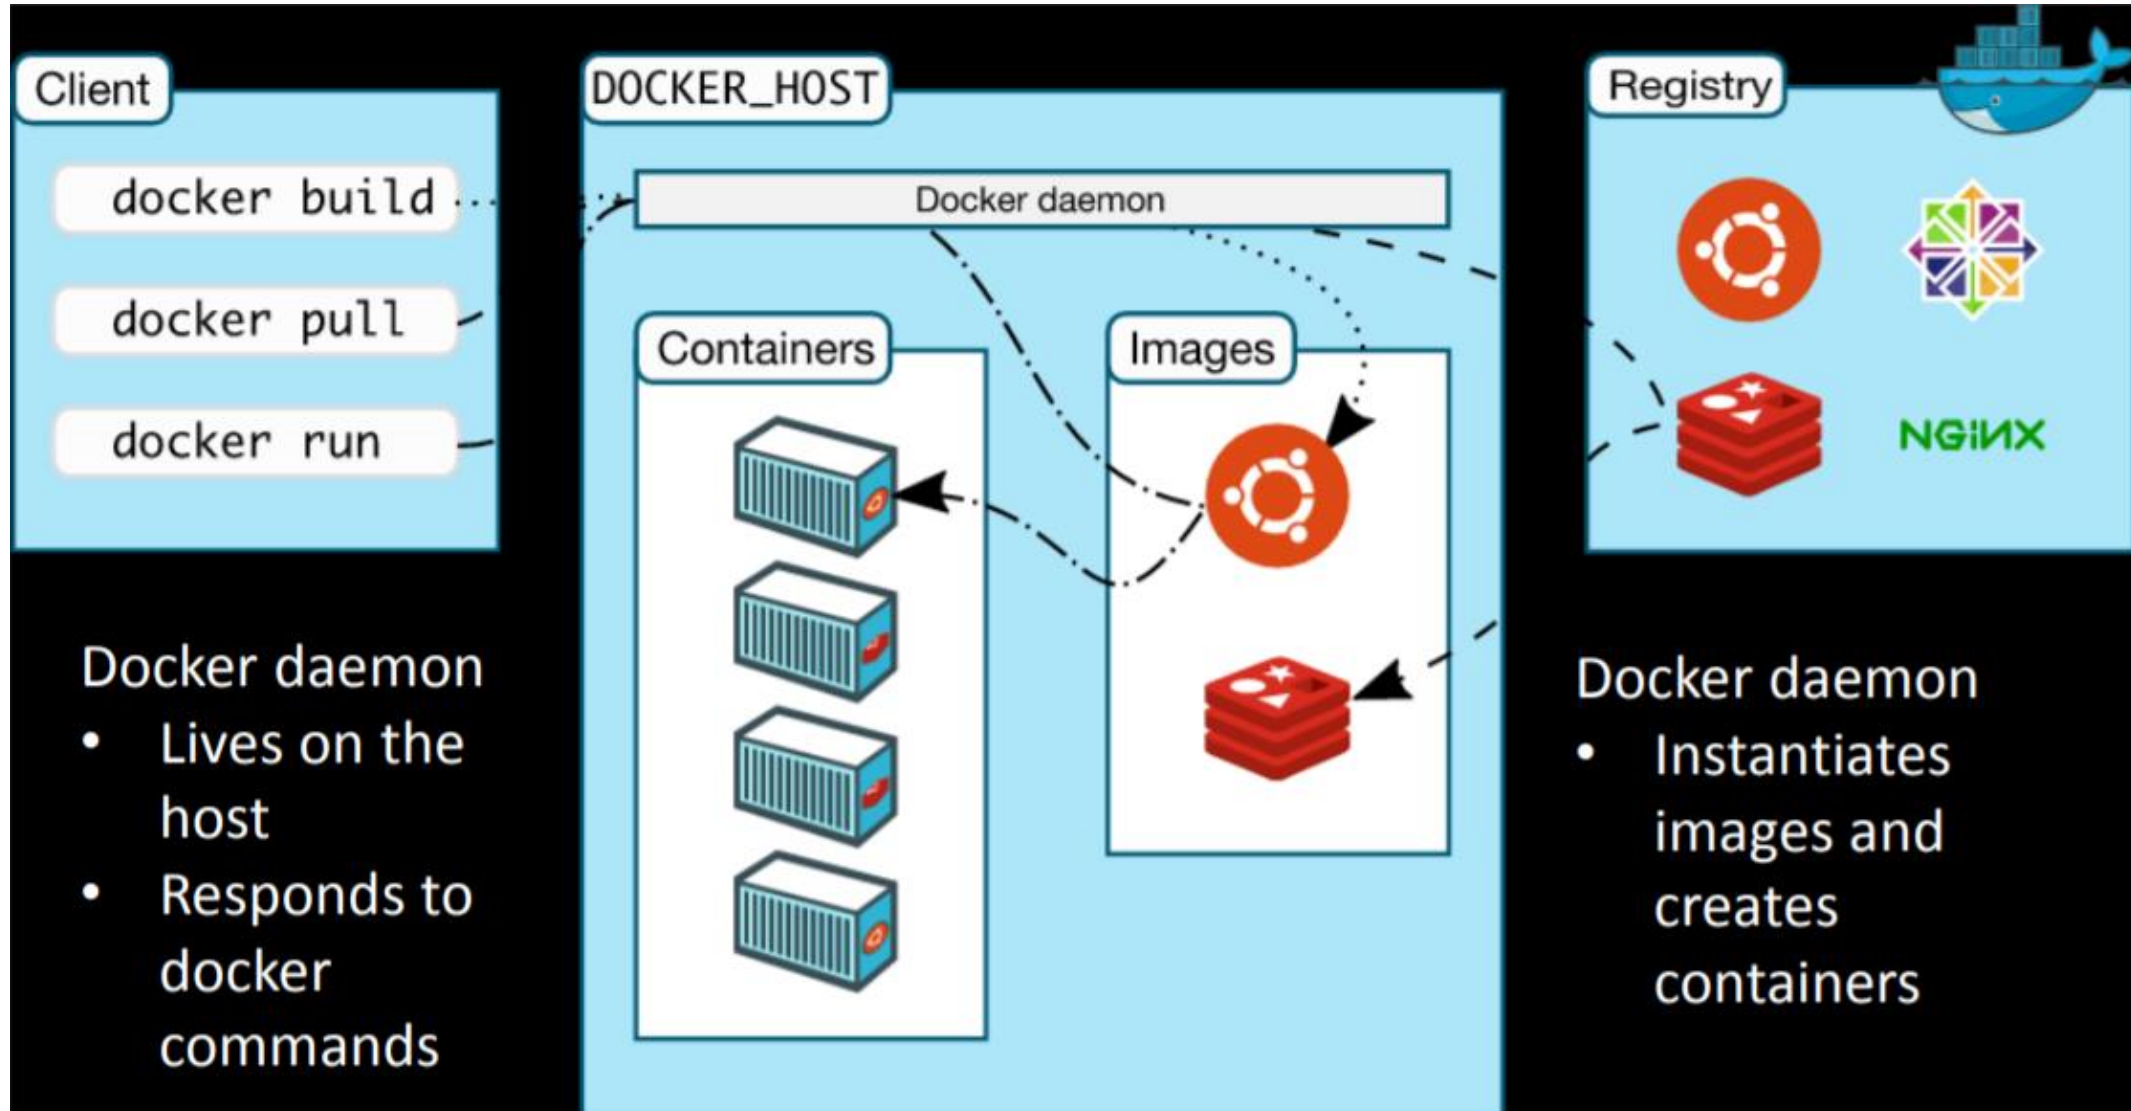 Client
docker build
docker pull
docker run
DOCKER_HOST
Docker daemon
Containers
Images
Registry
NGiNX
Docker daemon
• Lives on the
host
• Responds to
docker
commands
Docker daemon
• Instantiates
images and
creates
containers